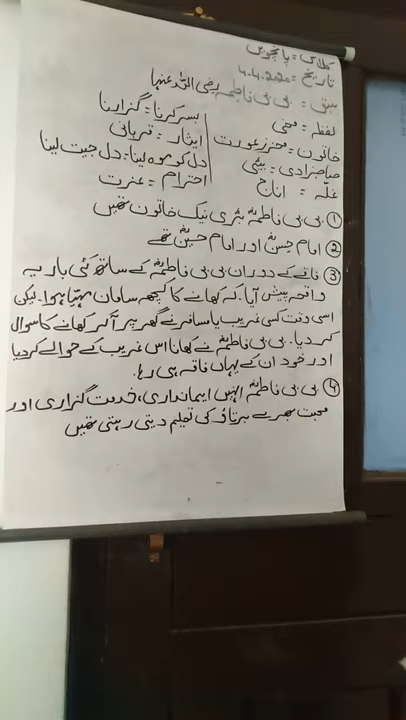 کلاس = پانچویں
تاریخ = 4.4.2020
سبق = بی بی فاطمہ رضی اللہ عنہا
لفظ = معنی
بسر کرنا = گزارنا
خاتون = معزز عورت
ایثار = قربانی
صاحبزادی = بیٹی
دل کو موہ لینا = دل جیت لینا
غلہ = اناج
احترام = عزت
① بی بی فاطمہؓ بڑی نیک خاتون تھیں
② امام حسنؓ اور امام حسینؓ تھے
③ فاقے کے دوران بی بی فاطمہؓ کے ساتھ کئی بار یہ
واقعہ پیش آیا۔ کہ کھانے کا کچھ سامان مہیّا ہوا۔ لیکن
اسی وقت کسی غریب یا مسافر نے گھر پر آکر کھانے کا سوال
کر دیا۔ بی بی فاطمہؓ نے کھانا اس غریب کے حوالے کر دیا
اور خود ان کے یہاں فاقہ ہی رہا۔
④ بی بی فاطمہؓ انہیں ایمانداری، خدمت گزاری اور
محبت بھرے برتاؤ کی تعلیم دیتی رہتی تھیں